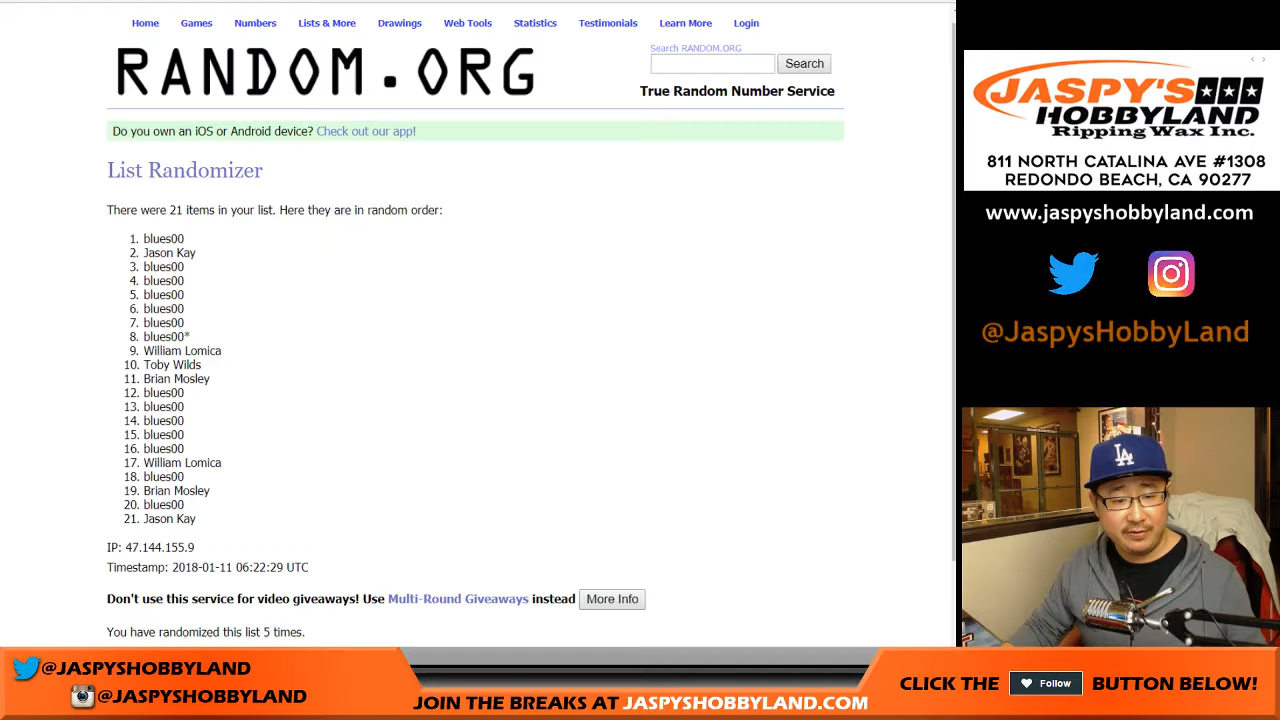 Home Games Numbers Lists & More Drawings Web Tools Statistics Testimonials Learn More Login
RANDOM.ORG
Search RANDOM.ORG
Search
True Random Number Service
Do you own an iOS or Android device? Check out our app!
List Randomizer
There were 21 items in your list. Here they are in random order:
1. blues00
2. Jason Kay
3. blues00
4. blues00
5. blues00
6. blues00
7. blues00
8. blues00*
9. William Lomica
10. Toby Wilds
11. Brian Mosley
12. blues00
13. blues00
14. blues00
15. blues00
16. blues00
17. William Lomica
18. blues00
19. Brian Mosley
20. blues00
21. Jason Kay
IP: 47.144.155.9
Timestamp: 2018-01-11 06:22:29 UTC
Don't use this service for video giveaways! Use Multi-Round Giveaways instead More Info
You have randomized this list 5 times.
JASPY'S
HOBBYLAND
Ripping Wax Inc.
811 NORTH CATALINA AVE #1308
REDONDO BEACH, CA 90277
www.jaspyshobbyland.com
@JaspysHobbyLand
LA
@JASPYSHOBBYLAND
@JASPYSHOBBYLAND
JOIN THE BREAKS AT JASPYSHOBBYLAND.COM
CLICK THE Follow BUTTON BELOW!